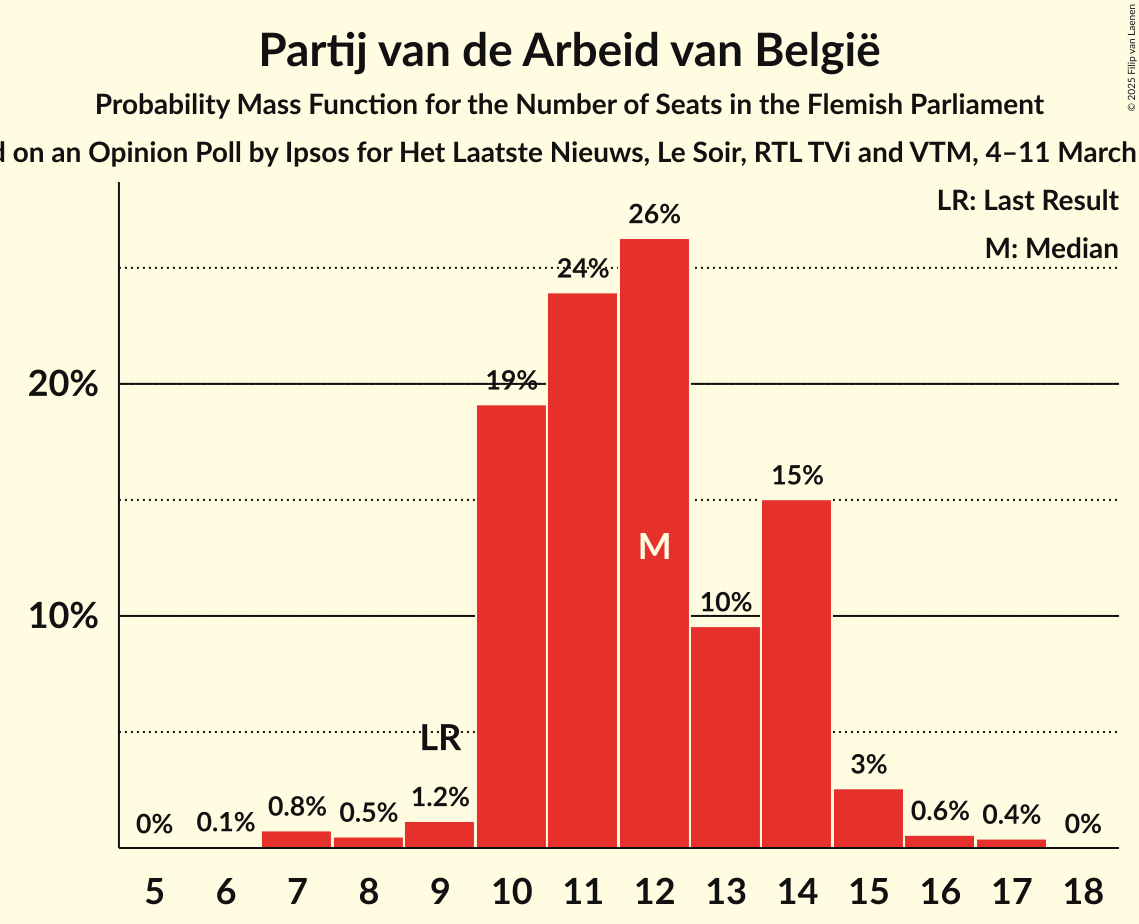 Partij van de Arbeid van België
Probability Mass Function for the Number of Seats in the Flemish Parliament
on an Opinion Poll by Ipsos for Het Laatste Nieuws, Le Soir, RTL TVi and VTM, 4–11 March
© 2025 Filip van Laenen
LR: Last Result
M: Median
26%
24%
20%
19%
15%
M
10%
10%
LR
3%
0% 0.1% 0.8% 0.5% 1.2% 0.6% 0.4% 0%
5 6 7 8 9 10 11 12 13 14 15 16 17 18